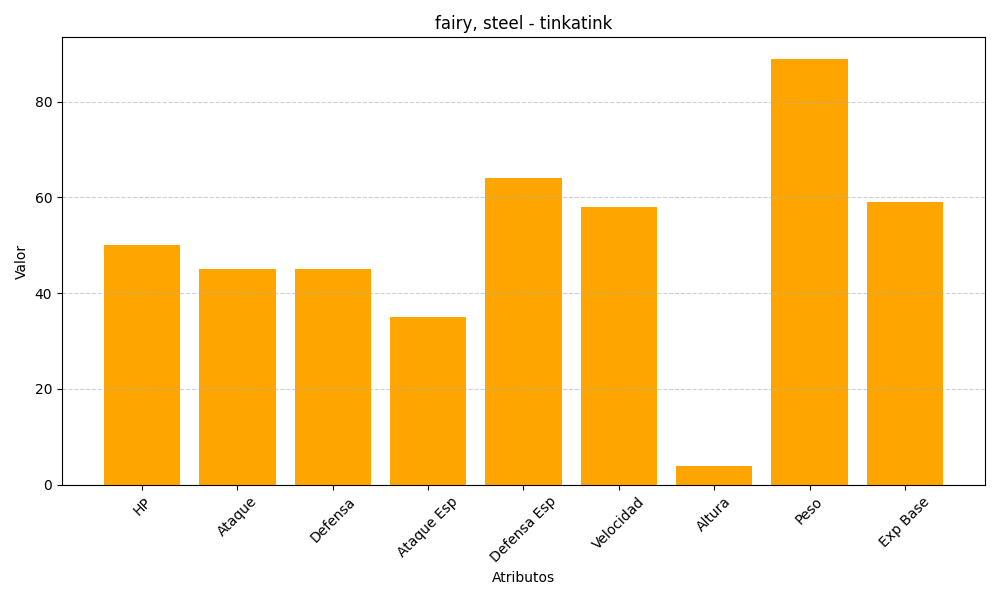 fairy, steel - tinkatink
Valor
80
60
40
20
0
HP
Ataque
Defensa
Ataque Esp
Defensa Esp
Velocidad
Altura
Peso
Exp Base
Atributos